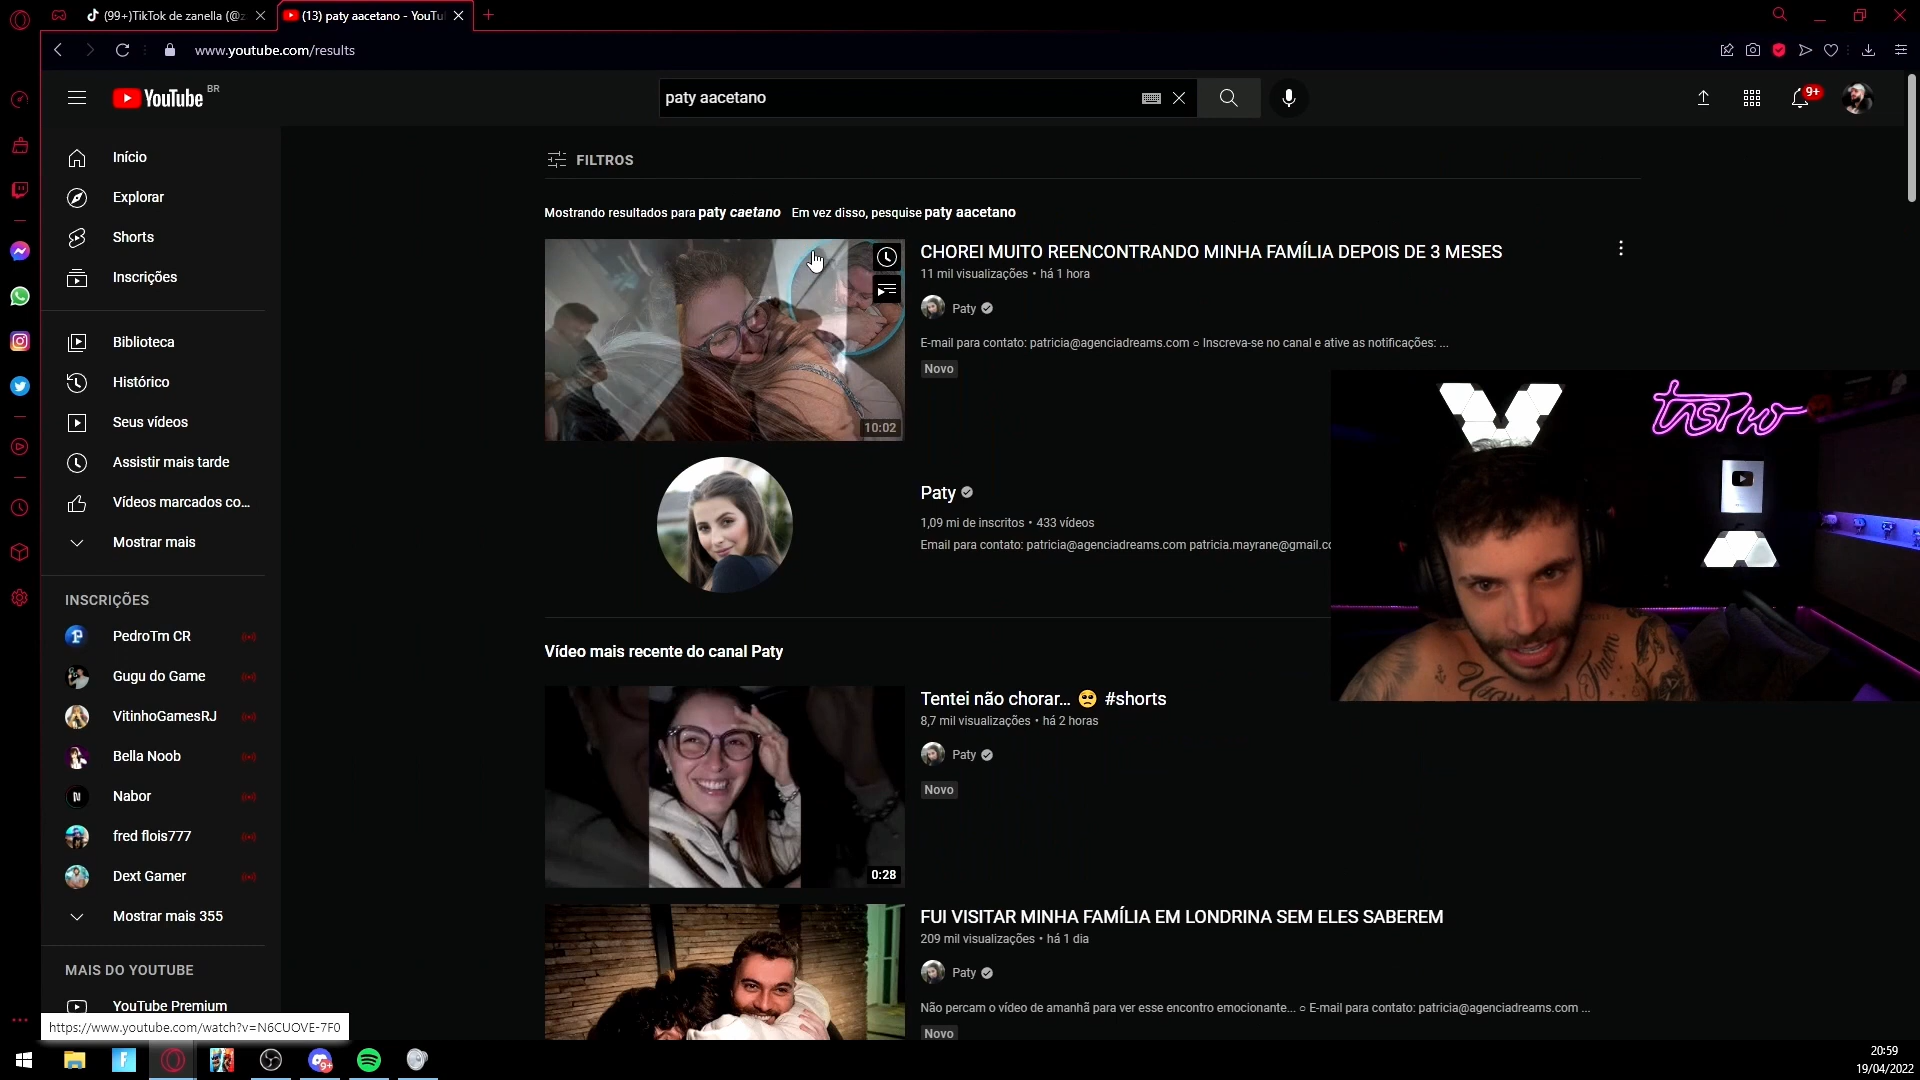 (99+)TikTok de zanella (@z
(13) paty aacetano - YouTu
www.youtube.com/results
YouTube BR
paty aacetano
9+
Início
Explorar
Shorts
Inscrições
Biblioteca
Histórico
Seus vídeos
Assistir mais tarde
Vídeos marcados co...
Mostrar mais
INSCRIÇÕES
PedroTm CR
Gugu do Game
VitinhoGamesRJ
Bella Noob
Nabor
fred flois777
Dext Gamer
Mostrar mais 355
MAIS DO YOUTUBE
YouTube Premium
https://www.youtube.com/watch?v=N6CUOVE-7F0
FILTROS
Mostrando resultados para paty caetano Em vez disso, pesquise paty aacetano
10:02
CHOREI MUITO REENCONTRANDO MINHA FAMÍLIA DEPOIS DE 3 MESES
11 mil visualizações • há 1 hora
Paty
E-mail para contato: patricia@agenciadreams.com ○ Inscreva-se no canal e ative as notificações: ...
Novo
Paty
1,09 mi de inscritos • 433 vídeos
Email para contato: patricia@agenciadreams.com patricia.mayrane@gmail.co
Vídeo mais recente do canal Paty
0:28
Tentei não chorar... 🥺 #shorts
8,7 mil visualizações • há 2 horas
Paty
Novo
FUI VISITAR MINHA FAMÍLIA EM LONDRINA SEM ELES SABEREM
209 mil visualizações • há 1 dia
Paty
Não percam o vídeo de amanhã para ver esse encontro emocionante... ○ E-mail para contato: patricia@agenciadreams.com ...
Novo
9+
20:59
19/04/2022